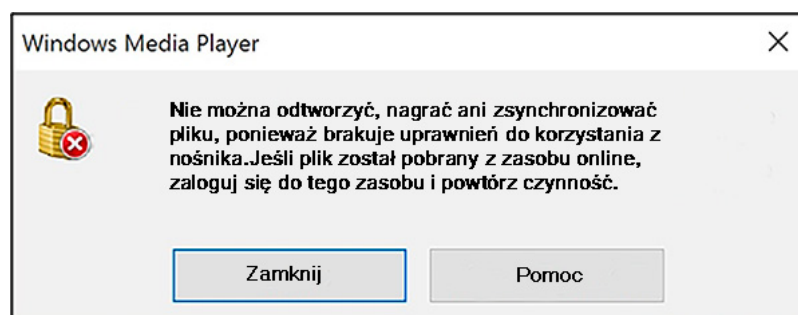 Windows Media Player
Nie można odtworzyć, nagrać ani zsynchronizować
pliku, ponieważ brakuje uprawnień do korzystania z
nośnika.Jeśli plik został pobrany z zasobu online,
zaloguj się do tego zasobu i powtórz czynność.
Zamknij
Pomoc